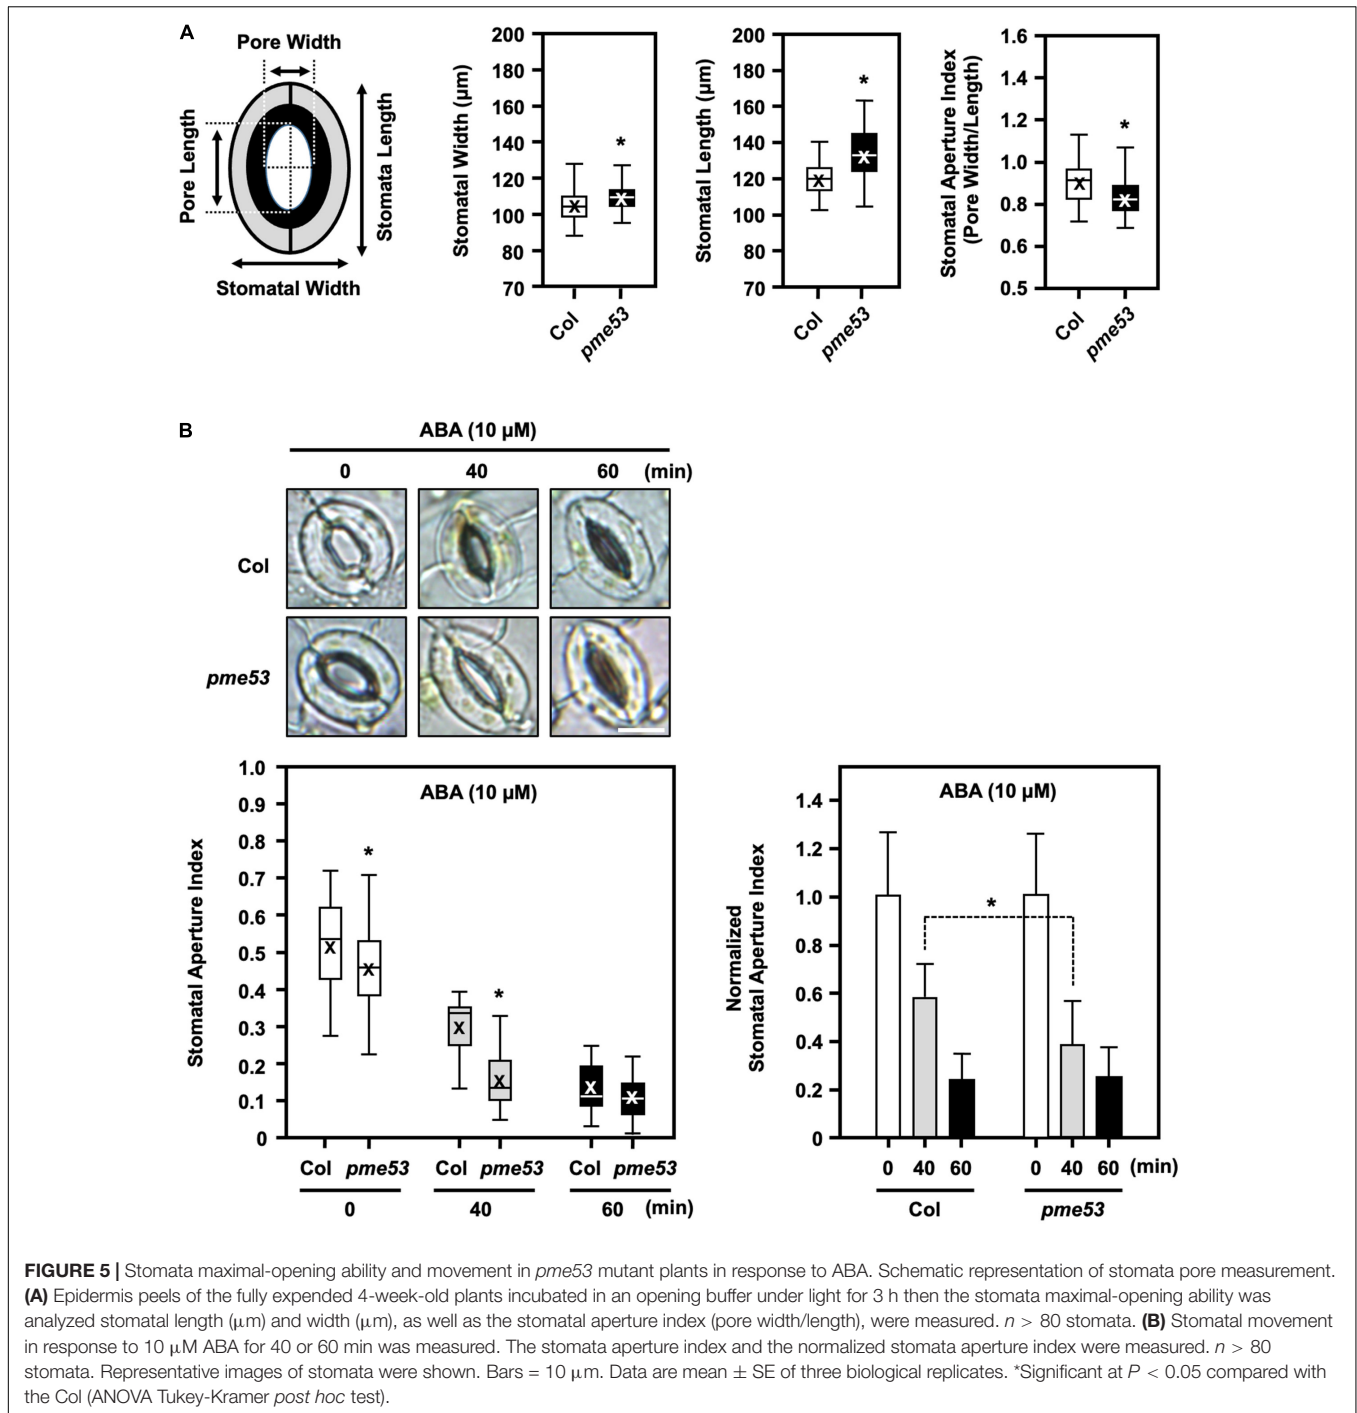 A
Pore Width
Pore Length
Stomata Length
Stomatal Width
Stomatal Width (μm)
200
180
160
140
120
100
80
70
Col
pme53
*
X
X
Stomatal Length (μm)
200
180
160
140
120
100
80
70
Col
pme53
*
X
X
Stomatal Aperture Index
(Pore Width/Length)
1.6
1.4
1.2
1.0
0.8
0.6
0.5
Col
pme53
*
X
X
B
ABA (10 μM)
0 40 60 (min)
Col
pme53
Stomatal Aperture Index
1.0
0.9
0.8
0.7
0.6
0.5
0.4
0.3
0.2
0.1
0
ABA (10 μM)
*
*
X X X X X X
Col pme53 Col pme53 Col pme53
0 40 60 (min)
Normalized
Stomatal Aperture Index
1.4
1.2
1.0
0.8
0.6
0.4
0.2
0
ABA (10 μM)
*
0 40 60 0 40 60 (min)
Col pme53
FIGURE 5 | Stomata maximal-opening ability and movement in pme53 mutant plants in response to ABA. Schematic representation of stomata pore measurement.
(A) Epidermis peels of the fully expended 4-week-old plants incubated in an opening buffer under light for 3 h then the stomata maximal-opening ability was
analyzed stomatal length (μm) and width (μm), as well as the stomatal aperture index (pore width/length), were measured. n > 80 stomata. (B) Stomatal movement
in response to 10 μM ABA for 40 or 60 min was measured. The stomata aperture index and the normalized stomata aperture index were measured. n > 80
stomata. Representative images of stomata were shown. Bars = 10 μm. Data are mean ± SE of three biological replicates. *Significant at P < 0.05 compared with
the Col (ANOVA Tukey-Kramer post hoc test).